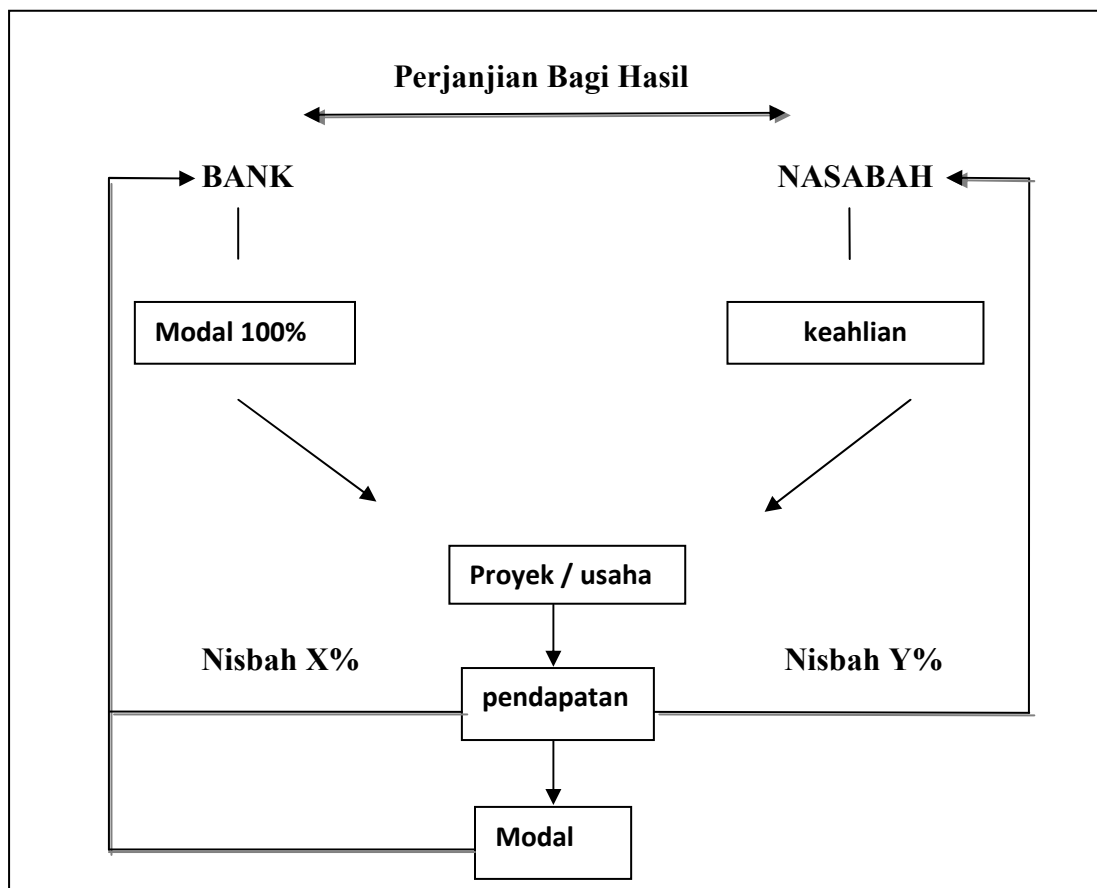 Perjanjian Bagi Hasil
BANK
NASABAH
Modal 100%
keahlian
Proyek / usaha
Nisbah X%
Nisbah Y%
pendapatan
Modal